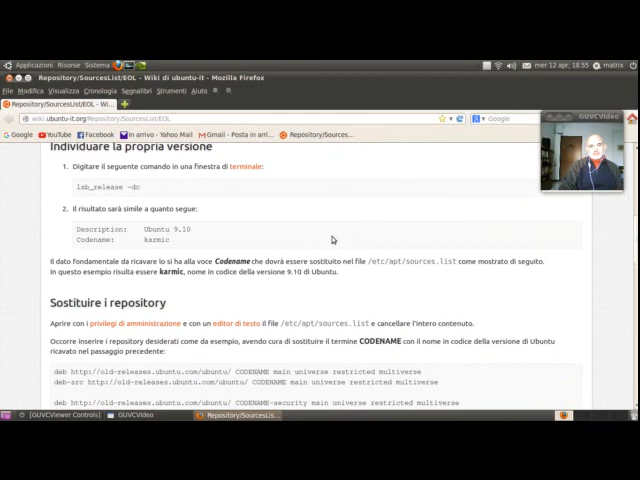 Applicazioni Risorse Sistema mer 12 apr, 18:55 matrix
Repository/SourcesList/EOL - Wiki di ubuntu-it - Mozilla Firefox
File Modifica Visualizza Cronologia Segnalibri Strumenti Aiuto
Repository/SourcesList/EOL - Wi...
GUVCVideo
wiki.ubuntu-it.org/Repository/SourcesList/EOL Google
Google YouTube Facebook In arrivo - Yahoo Mail Gmail - Posta in arri... Repository/SourcesList...
Individuare la propria versione
1. Digitare il seguente comando in una finestra di terminale:
lsb_release -dc
2. Il risultato sarà simile a quanto segue:
Description: Ubuntu 9.10
Codename: karmic
Il dato fondamentale da ricavare lo si ha alla voce Codename che dovrà essere sostituito nel file /etc/apt/sources.list come mostrato di seguito.
In questo esempio risulta essere karmic, nome in codice della versione 9.10 di Ubuntu.
Sostituire i repository
Aprire con i privilegi di amministrazione e con un editor di testo il file /etc/apt/sources.list e cancellare l'intero contenuto.
Occorre inserire i repository desiderati come da esempio, avendo cura di sostituire il termine CODENAME con il nome in codice della versione di Ubuntu
ricavato nel passaggio precedente:
deb http://old-releases.ubuntu.com/ubuntu/ CODENAME main universe restricted multiverse
deb-src http://old-releases.ubuntu.com/ubuntu/ CODENAME main universe restricted multiverse
deb http://old-releases.ubuntu.com/ubuntu/ CODENAME-security main universe restricted multiverse
[GUVCViewer Controls] GUVCVideo Repository/SourcesLis...